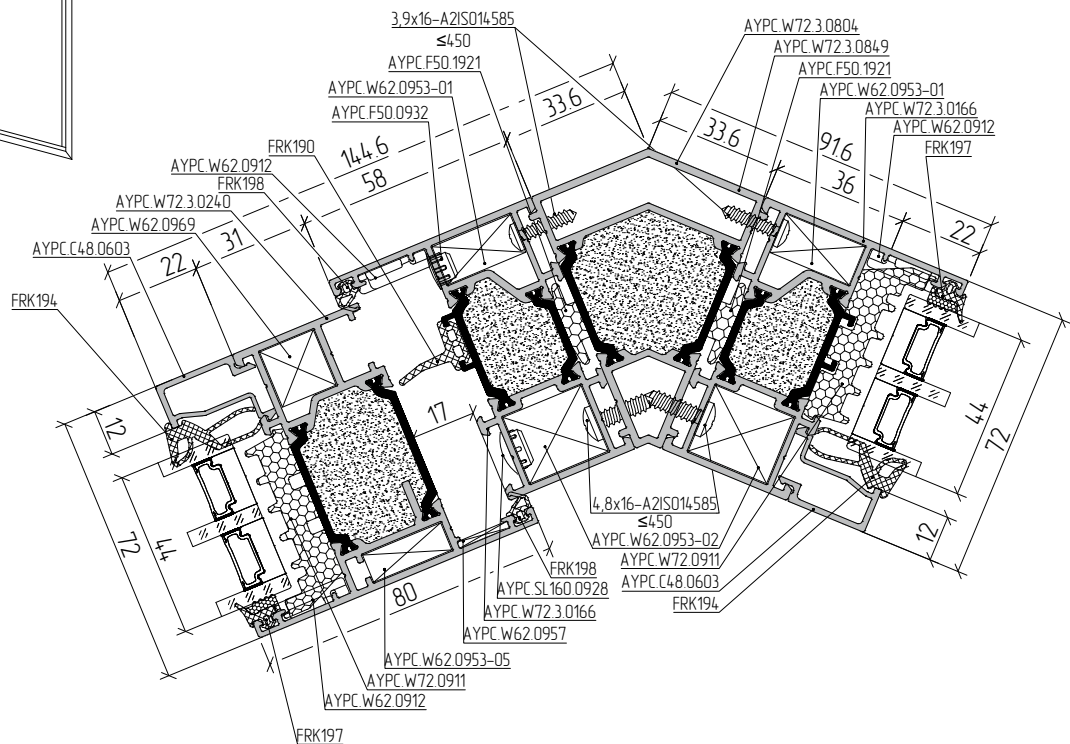 3,9x16-A2ISO14585
≤450
AYPC.F50.1921
AYPC.W62.0953-01
AYPC.F50.0932
FRK190
AYPC.W62.0912
FRK198
AYPC.W72.3.0240
AYPC.W62.0969
AYPC.C48.0603
FRK194
AYPC.W72.3.0804
AYPC.W72.3.0849
AYPC.F50.1921
AYPC.W62.0953-01
AYPC.W72.3.0166
AYPC.W62.0912
FRK197
144.6
33.6
58
31
22
33.6
91.6
36
22
12
44
72
17
80
44
72
12
4,8x16-A2ISO14585
≤450
AYPC.W62.0953-02
AYPC.W72.0911
AYPC.C48.0603
FRK194
FRK198
AYPC.SL160.0928
AYPC.W72.3.0166
AYPC.W62.0957
AYPC.W62.0953-05
AYPC.W72.0911
AYPC.W62.0912
FRK197